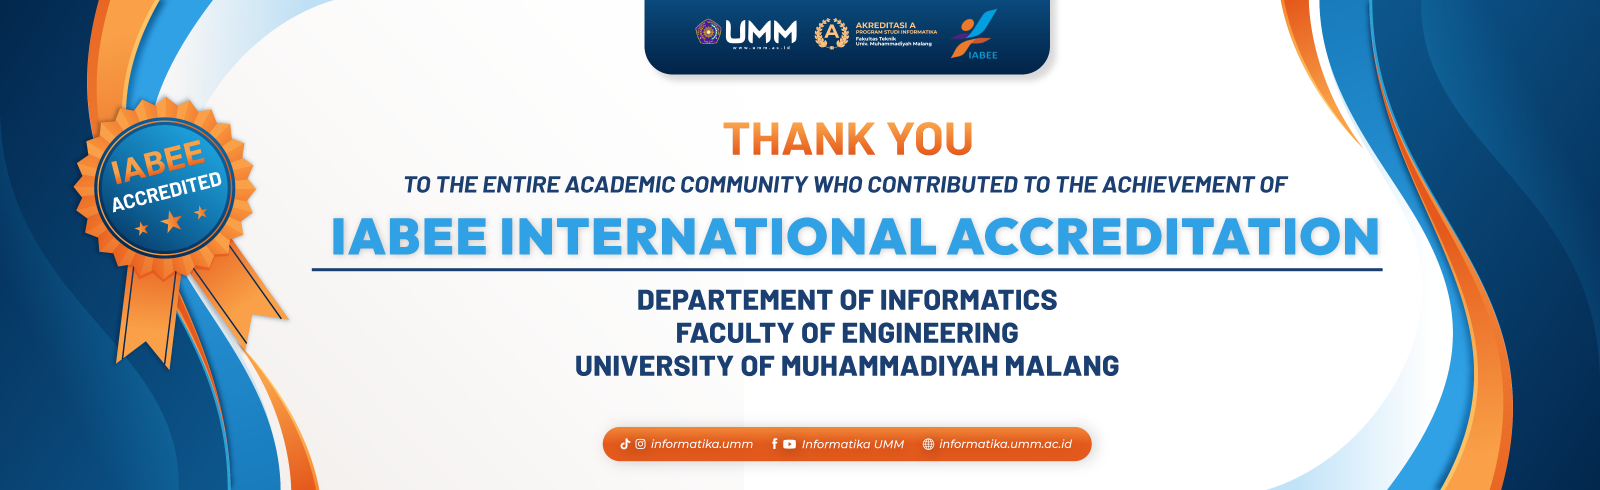 UMM
www.umm.ac.id
A
AKREDITASI A
PROGRAM STUDI INFORMATIKA
Fakultas Teknik
Univ. Muhammadiyah Malang
IABEE
IABEE
ACCREDITED
THANK YOU
TO THE ENTIRE ACADEMIC COMMUNITY WHO CONTRIBUTED TO THE ACHIEVEMENT OF
IABEE INTERNATIONAL ACCREDITATION
DEPARTEMENT OF INFORMATICS
FACULTY OF ENGINEERING
UNIVERSITY OF MUHAMMADIYAH MALANG
informatika.umm
Informatika UMM
informatika.umm.ac.id